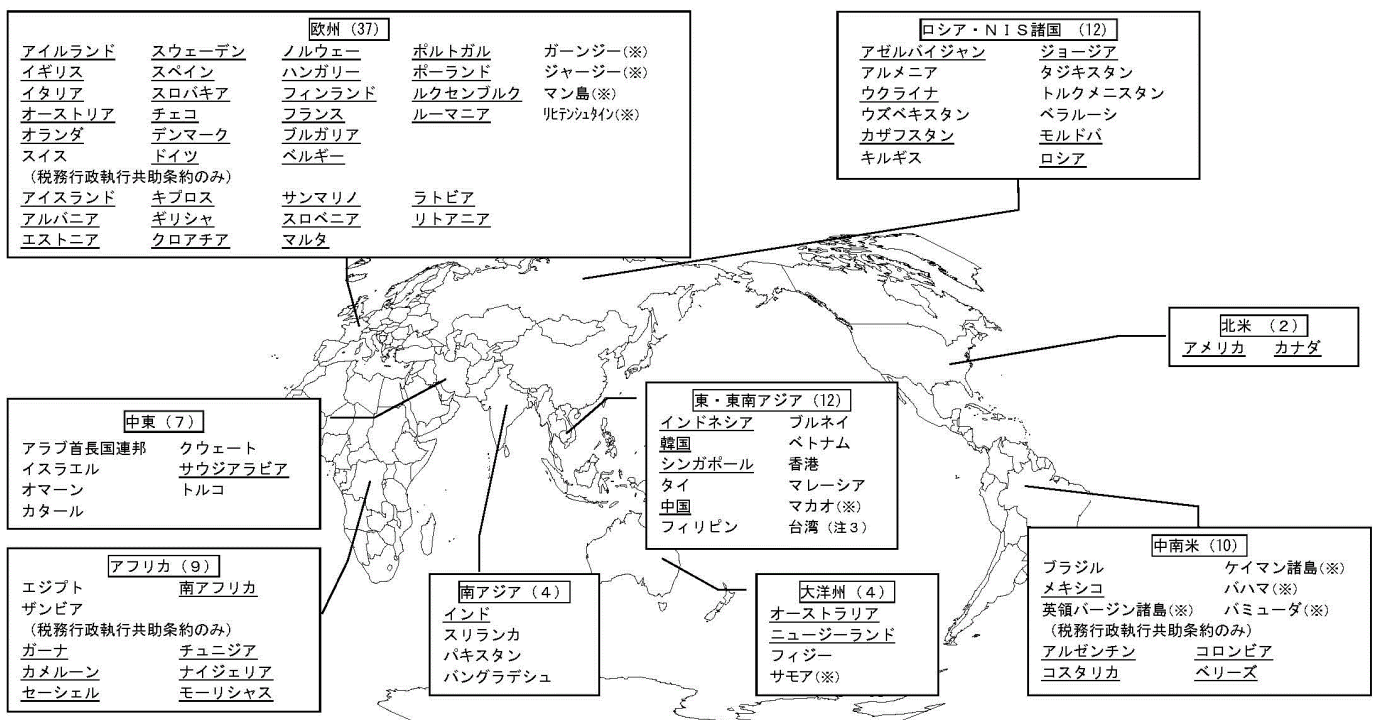 欧州 (37)
アイルランド スウェーデン ノルウェー ポルトガル ガーンジー(※)
イギリス スペイン ハンガリー ポーランド ジャージー(※)
イタリア スロバキア フィンランド ルクセンブルク マン島(※)
オーストリア チェコ フランス ルーマニア リヒテンシュタイン(※)
オランダ デンマーク ブルガリア
スイス ドイツ ベルギー
(税務行政執行共助条約のみ)
アイスランド キプロス サンマリノ ラトビア
アルバニア ギリシャ スロベニア リトアニア
エストニア クロアチア マルタ
ロシア・NIS諸国 (12)
アゼルバイジャン ジョージア
アルメニア タジキスタン
ウクライナ トルクメニスタン
ウズベキスタン ベラルーシ
カザフスタン モルドバ
キルギス ロシア
北米 (2)
アメリカ カナダ
中東 (7)
アラブ首長国連邦 クウェート
イスラエル サウジアラビア
オマーン トルコ
カタール
東・東南アジア (12)
インドネシア ブルネイ
韓国 ベトナム
シンガポール 香港
タイ マレーシア
中国 マカオ(※)
フィリピン 台湾 (注3)
アフリカ (9)
エジプト 南アフリカ
ザンビア
(税務行政執行共助条約のみ)
ガーナ チュニジア
カメルーン ナイジェリア
セーシェル モーリシャス
南アジア (4)
インド
スリランカ
パキスタン
バングラデシュ
大洋州 (4)
オーストラリア
ニュージーランド
フィジー
サモア(※)
中南米 (10)
ブラジル ケイマン諸島(※)
メキシコ バハマ(※)
英領バージン諸島(※) バミューダ(※)
(税務行政執行共助条約のみ)
アルゼンチン コロンビア
コスタリカ ベリーズ